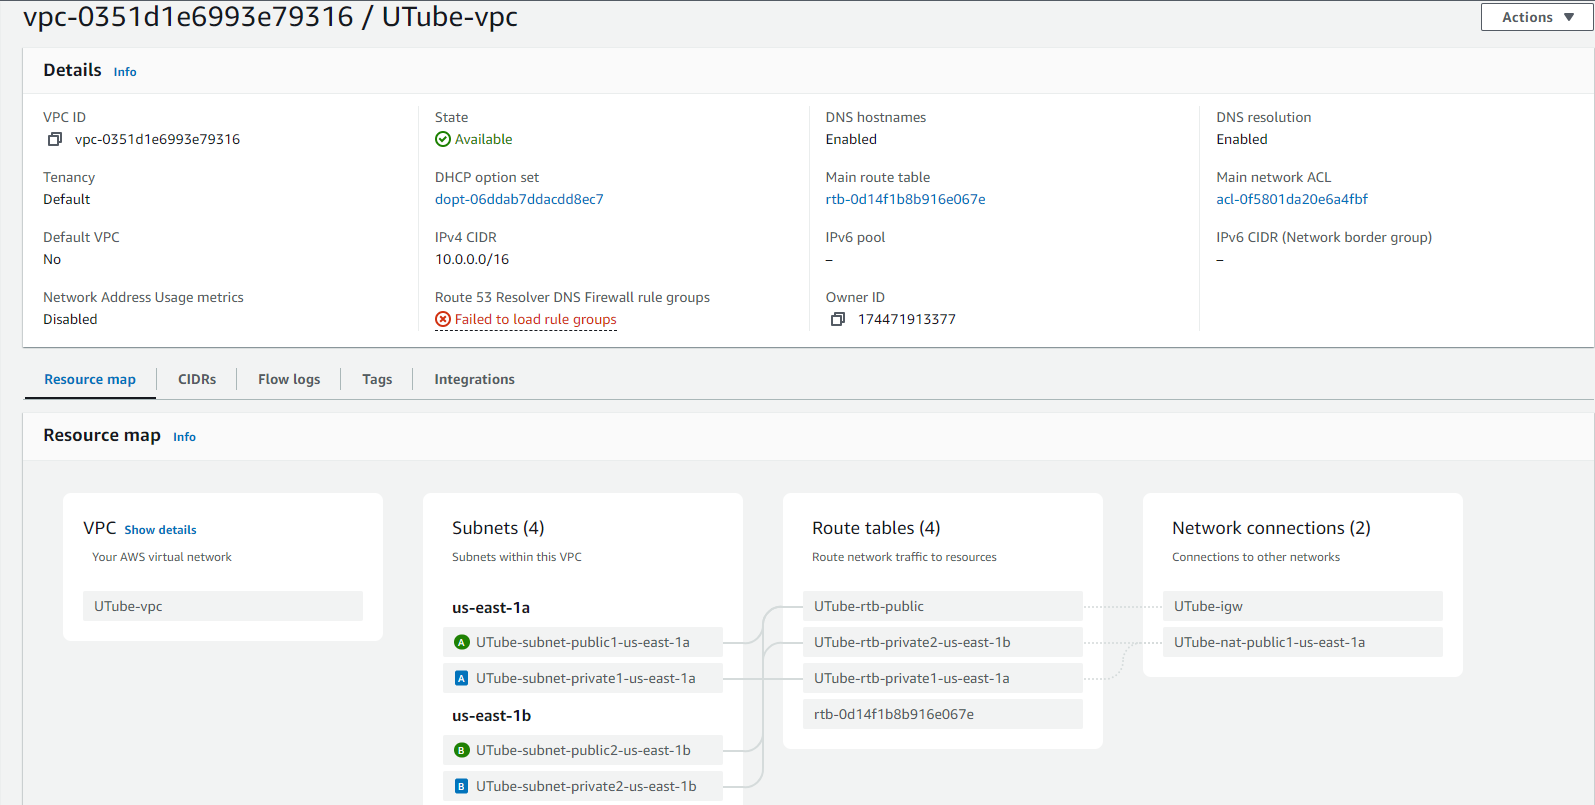 vpc-0351d1e6993e79316 / UTube-vpc
Actions
Details Info
VPC ID
vpc-0351d1e6993e79316
State
Available
DNS hostnames
Enabled
DNS resolution
Enabled
Tenancy
Default
DHCP option set
dopt-06ddab7ddacdd8ec7
Main route table
rtb-0d14f1b8b916e067e
Main network ACL
acl-0f5801da20e6a4fbf
Default VPC
No
IPv4 CIDR
10.0.0.0/16
IPv6 pool
–
IPv6 CIDR (Network border group)
–
Network Address Usage metrics
Disabled
Route 53 Resolver DNS Firewall rule groups
Failed to load rule groups
Owner ID
174471913377
Resource map
CIDRs
Flow logs
Tags
Integrations
Resource map Info
VPC Show details
Your AWS virtual network
UTube-vpc
Subnets (4)
Subnets within this VPC
us-east-1a
A UTube-subnet-public1-us-east-1a
A UTube-subnet-private1-us-east-1a
us-east-1b
B UTube-subnet-public2-us-east-1b
B UTube-subnet-private2-us-east-1b
Route tables (4)
Route network traffic to resources
UTube-rtb-public
UTube-rtb-private2-us-east-1b
UTube-rtb-private1-us-east-1a
rtb-0d14f1b8b916e067e
Network connections (2)
Connections to other networks
UTube-igw
UTube-nat-public1-us-east-1a